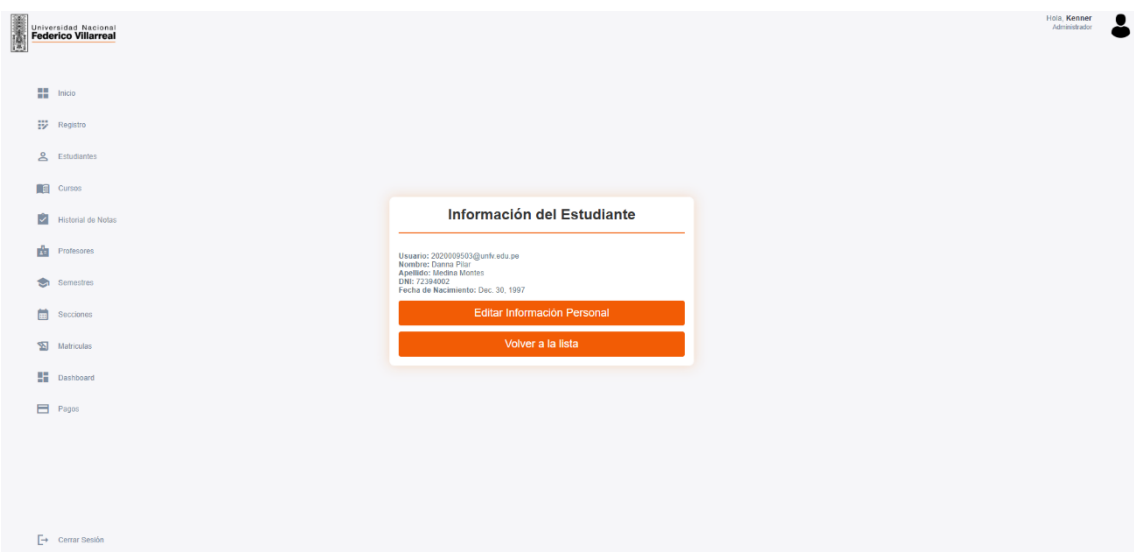 Universidad Nacional
Federico Villarreal
Hola, Kenner
Administrador
Inicio
Registro
Estudiantes
Cursos
Historial de Notas
Profesores
Semestres
Secciones
Matriculas
Dashboard
Pagos
Cerrar Sesión
Información del Estudiante
Usuario: 2020009503@unfv.edu.pe
Nombre: Danna Pilar
Apellido: Medina Montes
DNI: 72394002
Fecha de Nacimiento: Dec. 30, 1997
Editar Información Personal
Volver a la lista